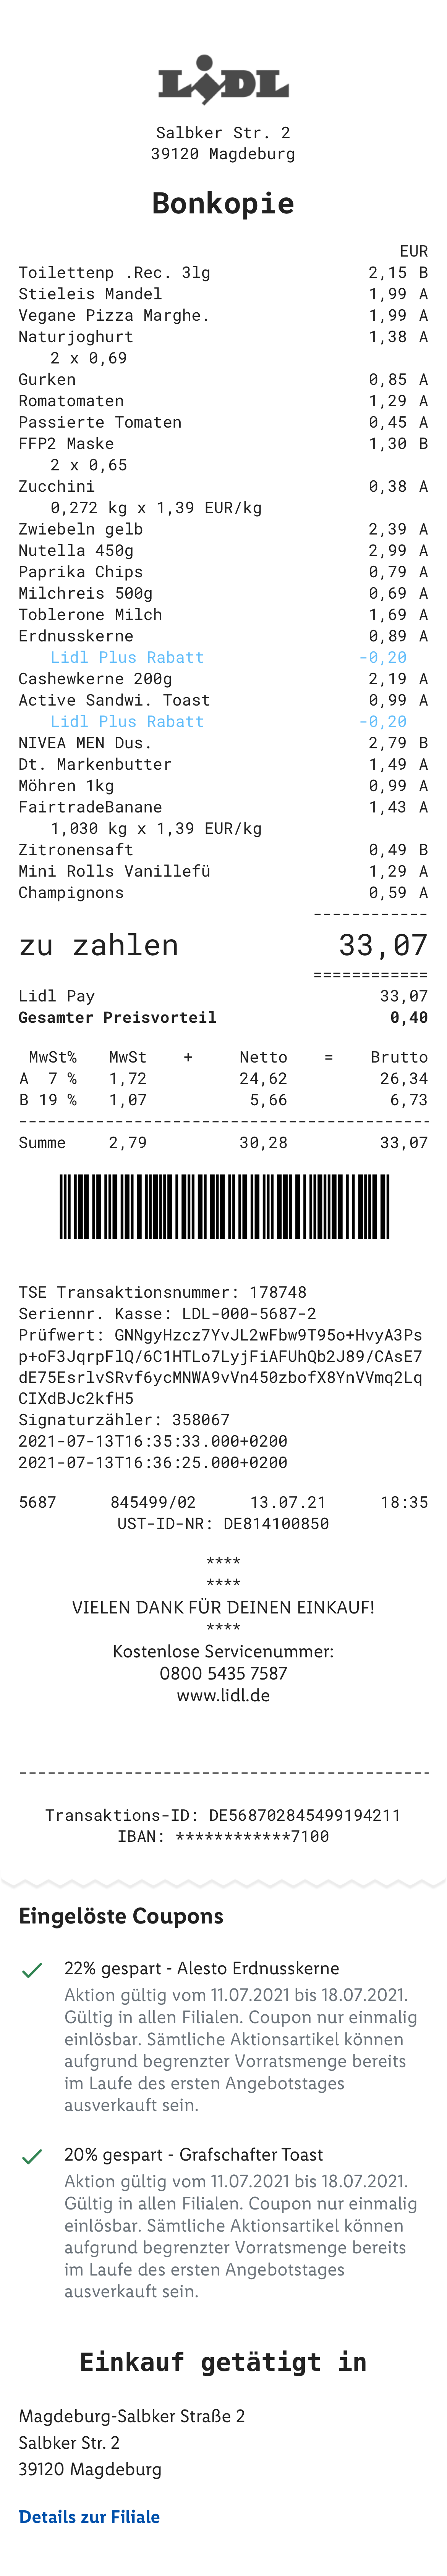 LIDL
Salbker Str. 2
39120 Magdeburg
Bonkopie
EUR
Toilettenp .Rec. 3lg 2,15 B
Stieleis Mandel 1,99 A
Vegane Pizza Marghe. 1,99 A
Naturjoghurt 1,38 A
2 x 0,69
Gurken 0,85 A
Romatomaten 1,29 A
Passierte Tomaten 0,45 A
FFP2 Maske 1,30 B
2 x 0,65
Zucchini 0,38 A
0,272 kg x 1,39 EUR/kg
Zwiebeln gelb 2,39 A
Nutella 450g 2,99 A
Paprika Chips 0,79 A
Milchreis 500g 0,69 A
Toblerone Milch 1,69 A
Erdnusskerne 0,89 A
Lidl Plus Rabatt -0,20
Cashewkerne 200g 2,19 A
Active Sandwi. Toast 0,99 A
Lidl Plus Rabatt -0,20
NIVEA MEN Dus. 2,79 B
Dt. Markenbutter 1,49 A
Möhren 1kg 0,99 A
FairtradeBanane 1,43 A
1,030 kg x 1,39 EUR/kg
Zitronensaft 0,49 B
Mini Rolls Vanillefü 1,29 A
Champignons 0,59 A
------------
zu zahlen 33,07
============
Lidl Pay 33,07
Gesamter Preisvorteil 0,40
MwSt% MwSt + Netto = Brutto
A 7 % 1,72 24,62 26,34
B 19 % 1,07 5,66 6,73
-------------------------------------------
Summe 2,79 30,28 33,07
TSE Transaktionsnummer: 178748
Seriennr. Kasse: LDL-000-5687-2
Prüfwert: GNNgyHzcz7YvJL2wFbw9T95o+HvyA3Ps
p+oF3JqrpFlQ/6C1HTLo7LyjFiAFUhQb2J89/CAsE7
dE75EsrlvSRvf6ycMNWA9vVn450zbofX8YnVVmq2Lq
CIXdBJc2kfH5
Signaturzähler: 358067
2021-07-13T16:35:33.000+0200
2021-07-13T16:36:25.000+0200
5687 845499/02 13.07.21 18:35
UST-ID-NR: DE814100850
****
****
VIELEN DANK FÜR DEINEN EINKAUF!
****
Kostenlose Servicenummer:
0800 5435 7587
www.lidl.de
-------------------------------------------
Transaktions-ID: DE568702845499194211
IBAN: ************7100
Eingelöste Coupons
22% gespart - Alesto Erdnusskerne
Aktion gültig vom 11.07.2021 bis 18.07.2021.
Gültig in allen Filialen. Coupon nur einmalig
einlösbar. Sämtliche Aktionsartikel können
aufgrund begrenzter Vorratsmenge bereits
im Laufe des ersten Angebotstages
ausverkauft sein.
20% gespart - Grafschafter Toast
Aktion gültig vom 11.07.2021 bis 18.07.2021.
Gültig in allen Filialen. Coupon nur einmalig
einlösbar. Sämtliche Aktionsartikel können
aufgrund begrenzter Vorratsmenge bereits
im Laufe des ersten Angebotstages
ausverkauft sein.
Einkauf getätigt in
Magdeburg-Salbker Straße 2
Salbker Str. 2
39120 Magdeburg
Details zur Filiale